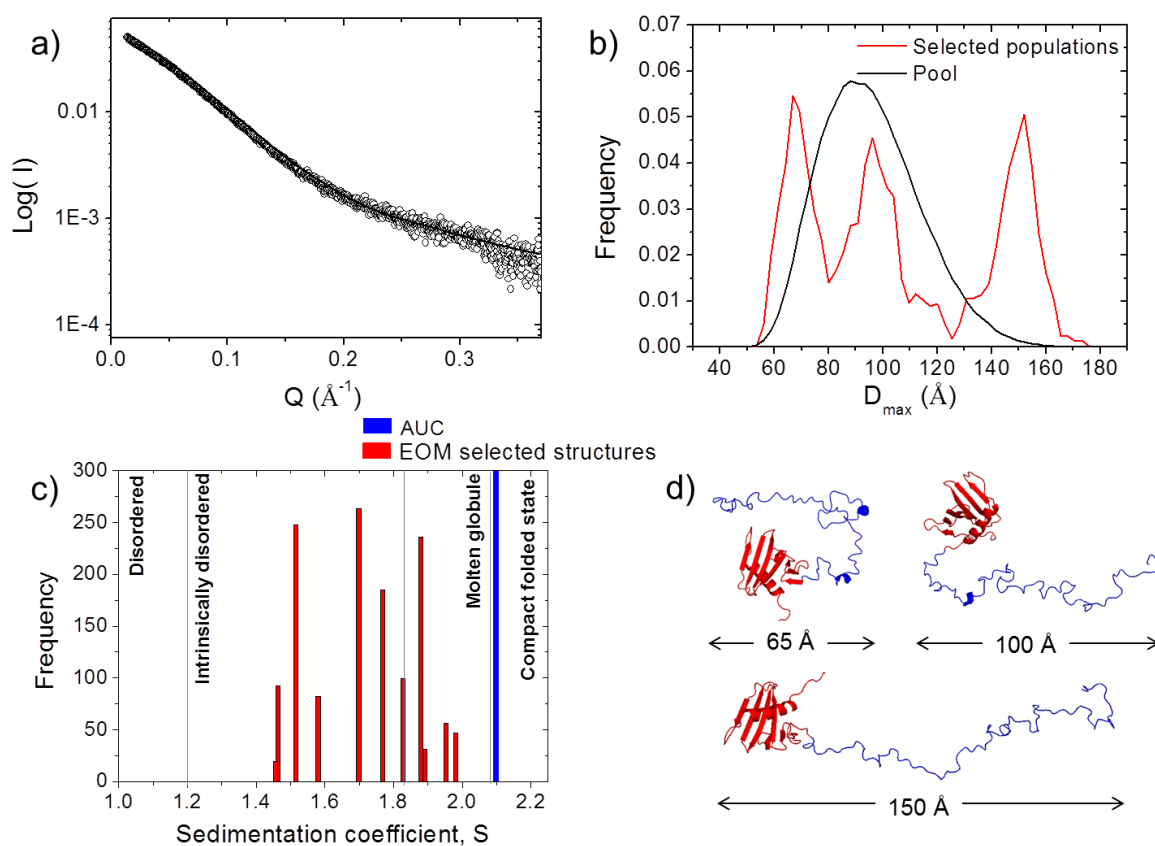 a)
Log( I )
0.01
1E-3
1E-4
0.0 0.1 0.2 0.3
Q (Å-1)
b)
Selected populations
Pool
Frequency
0.07
0.06
0.05
0.04
0.03
0.02
0.01
0.00
40 60 80 100 120 140 160 180
Dmax (Å)
AUC
EOM selected structures
c)
Frequency
300
250
200
150
100
50
0
Disordered
Intrinsically disordered
Molten globule
Compact folded state
1.0 1.2 1.4 1.6 1.8 2.0 2.2
Sedimentation coefficient, S
d)
65 Å
100 Å
150 Å